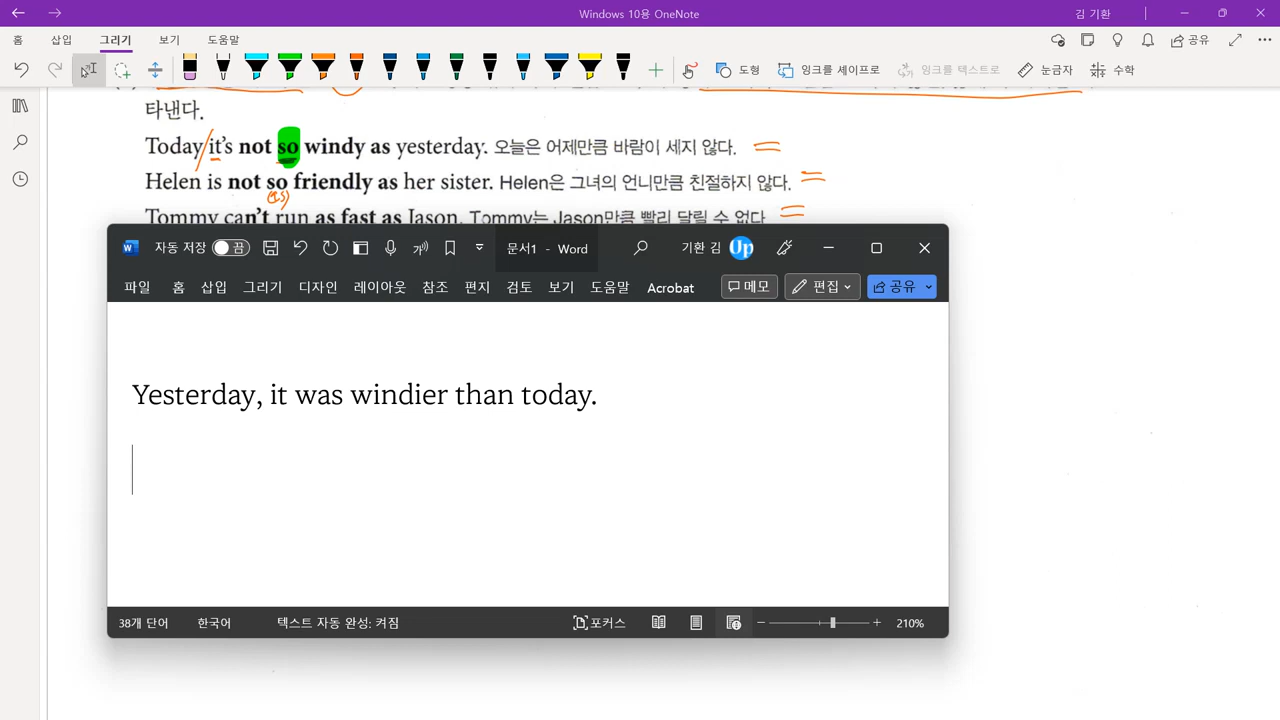 Windows 10용 OneNote
김 기환
홈 삽입 그리기 보기 도움말
공유
도형 잉크를 셰이프로 잉크를 텍스트로 눈금자 수학
타낸다.
Today/it's not so windy as yesterday. 오늘은 어제만큼 바람이 세지 않다.
Helen is not so friendly as her sister. Helen은 그녀의 언니만큼 친절하지 않다.
(as)
Tommy can't run as fast as Jason. Tommy는 Jason만큼 빨리 달릴 수 없다
자동 저장 끔 가 문서1 - Word 기환 김 Up
파일 홈 삽입 그리기 디자인 레이아웃 참조 편지 검토 보기 도움말 Acrobat 메모 편집 공유
Yesterday, it was windier than today.
38개 단어 한국어 텍스트 자동 완성: 켜짐 포커스 210%